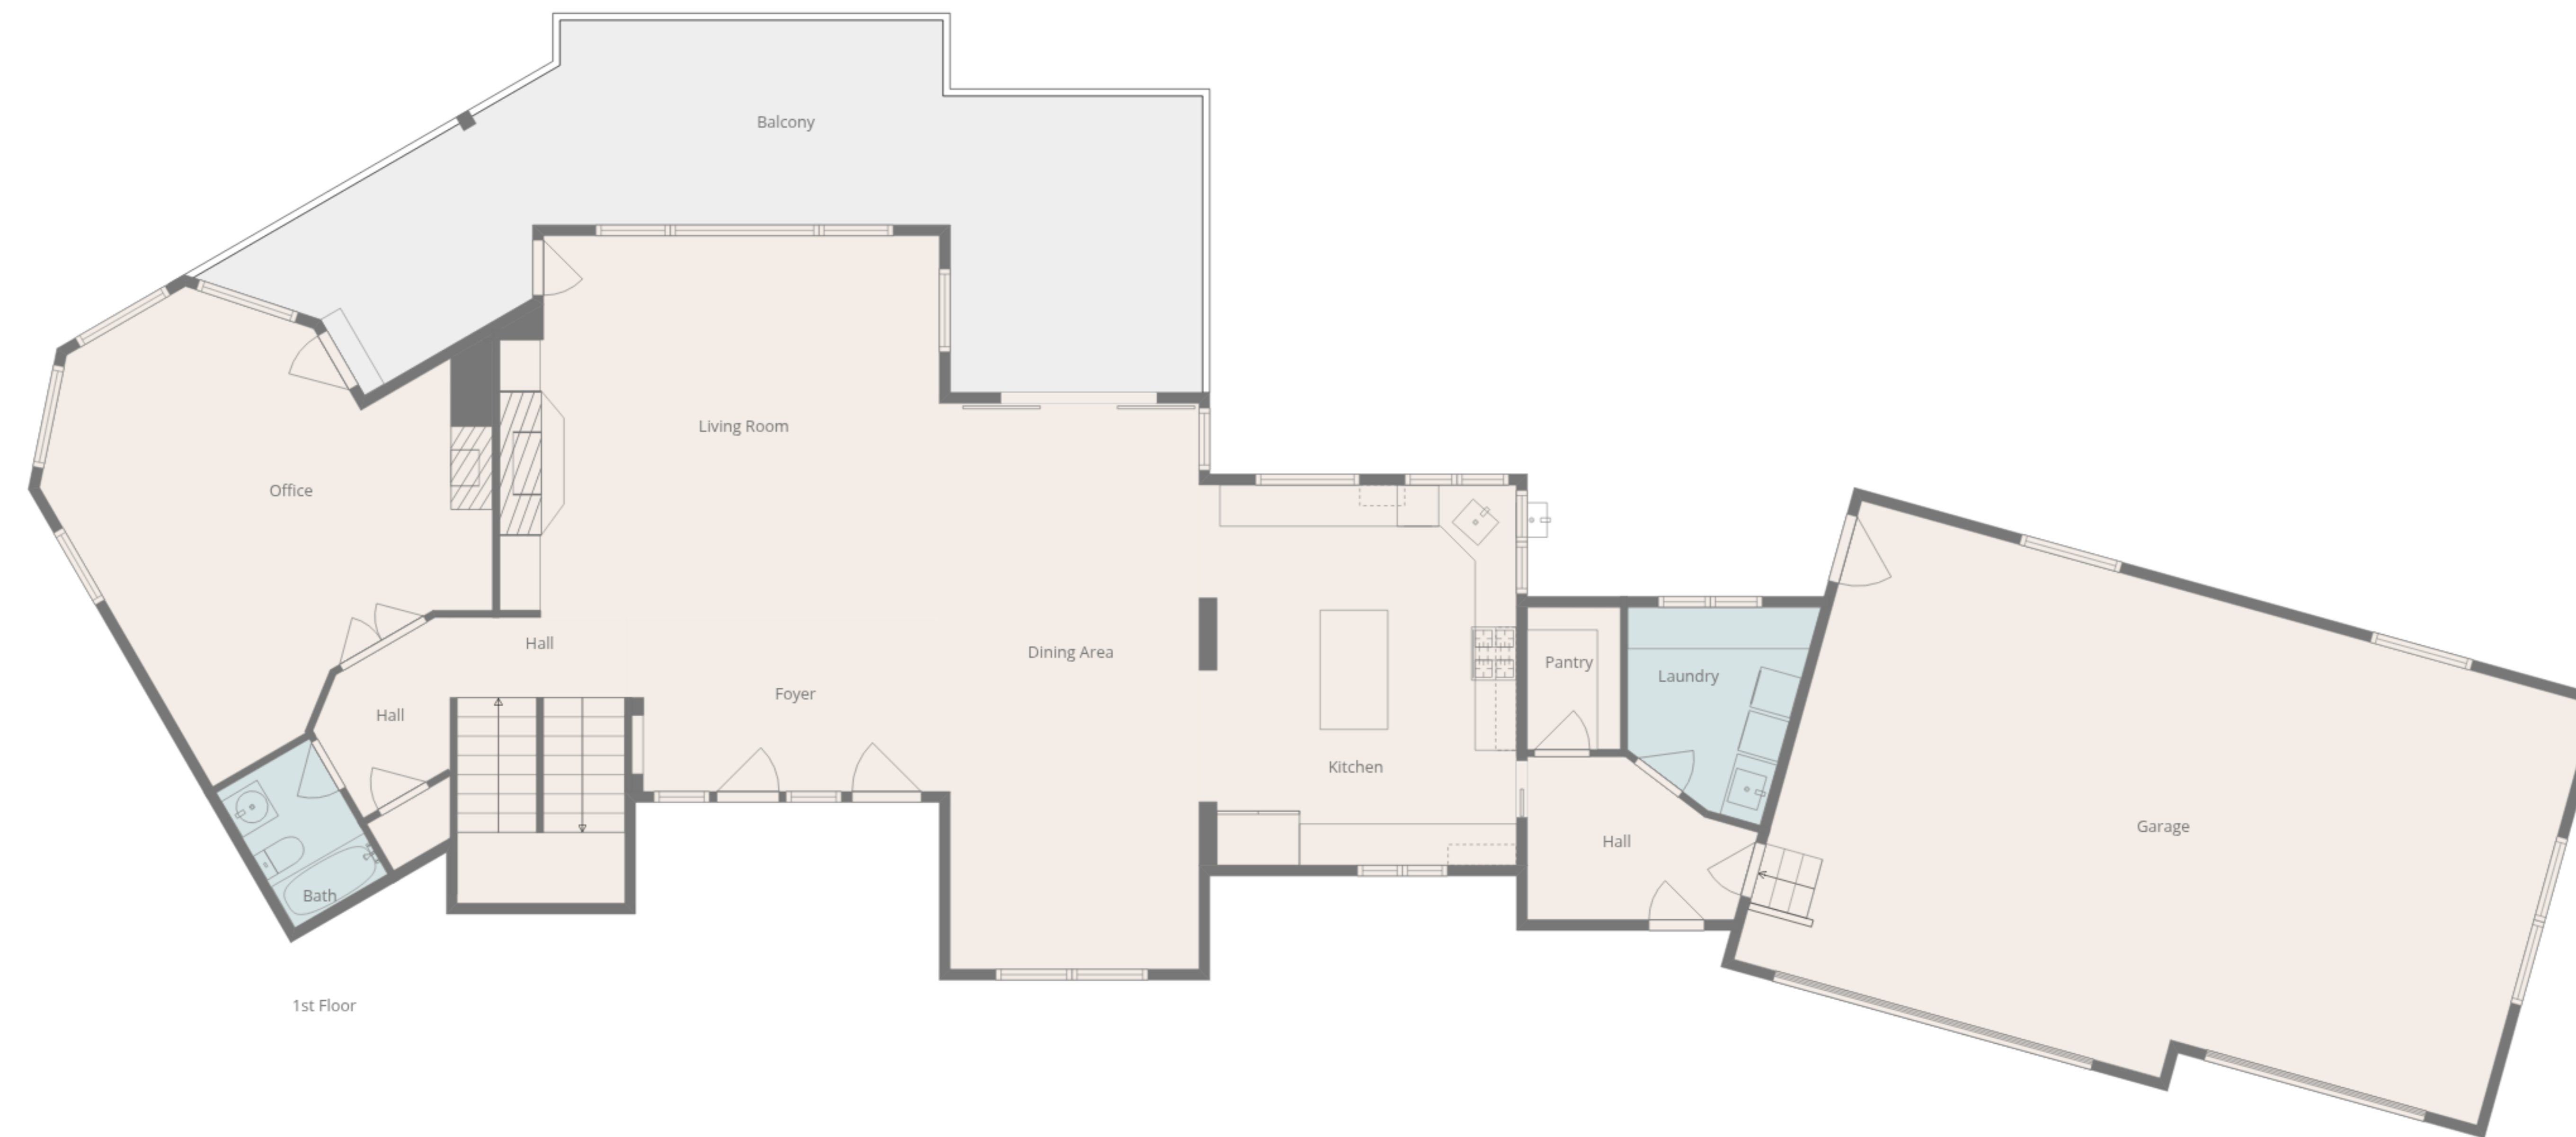 Balcony
Living Room
Office
Hall
Dining Area
Pantry
Laundry
Foyer
Hall
Kitchen
Garage
Hall
Bath
1st Floor